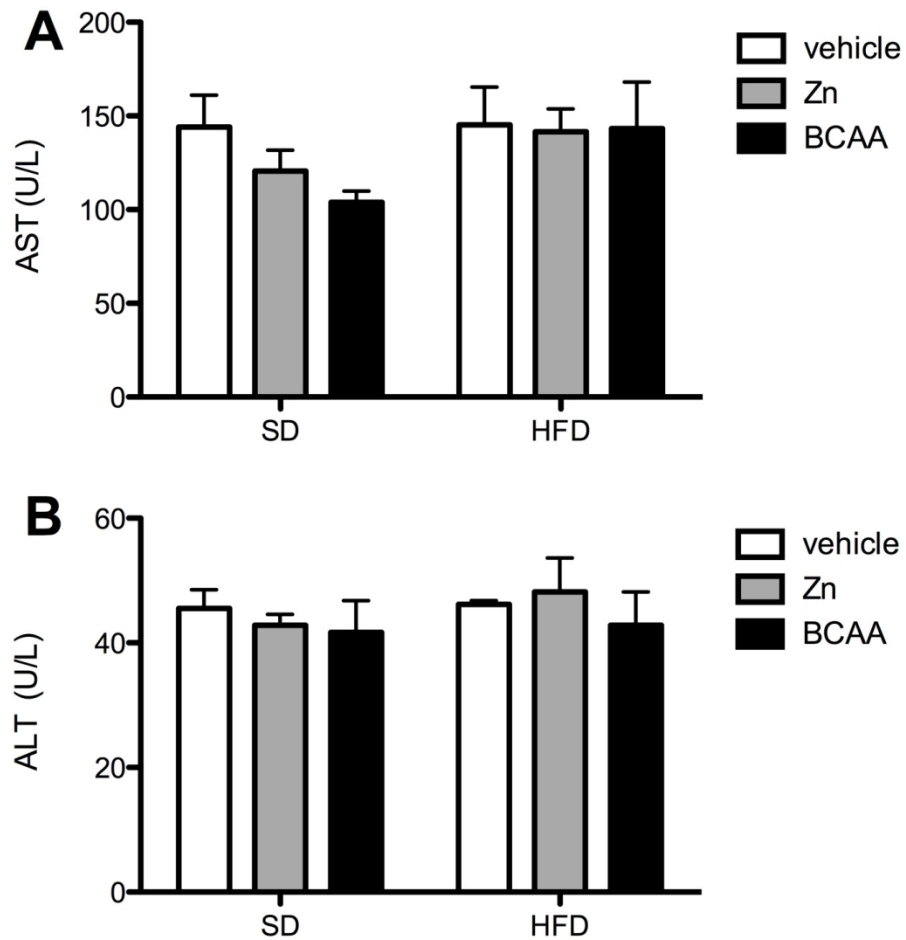 A
200
150
100
50
0
AST (U/L)
SD
HFD
vehicle
Zn
BCAA
B
60
40
20
0
ALT (U/L)
SD
HFD
vehicle
Zn
BCAA